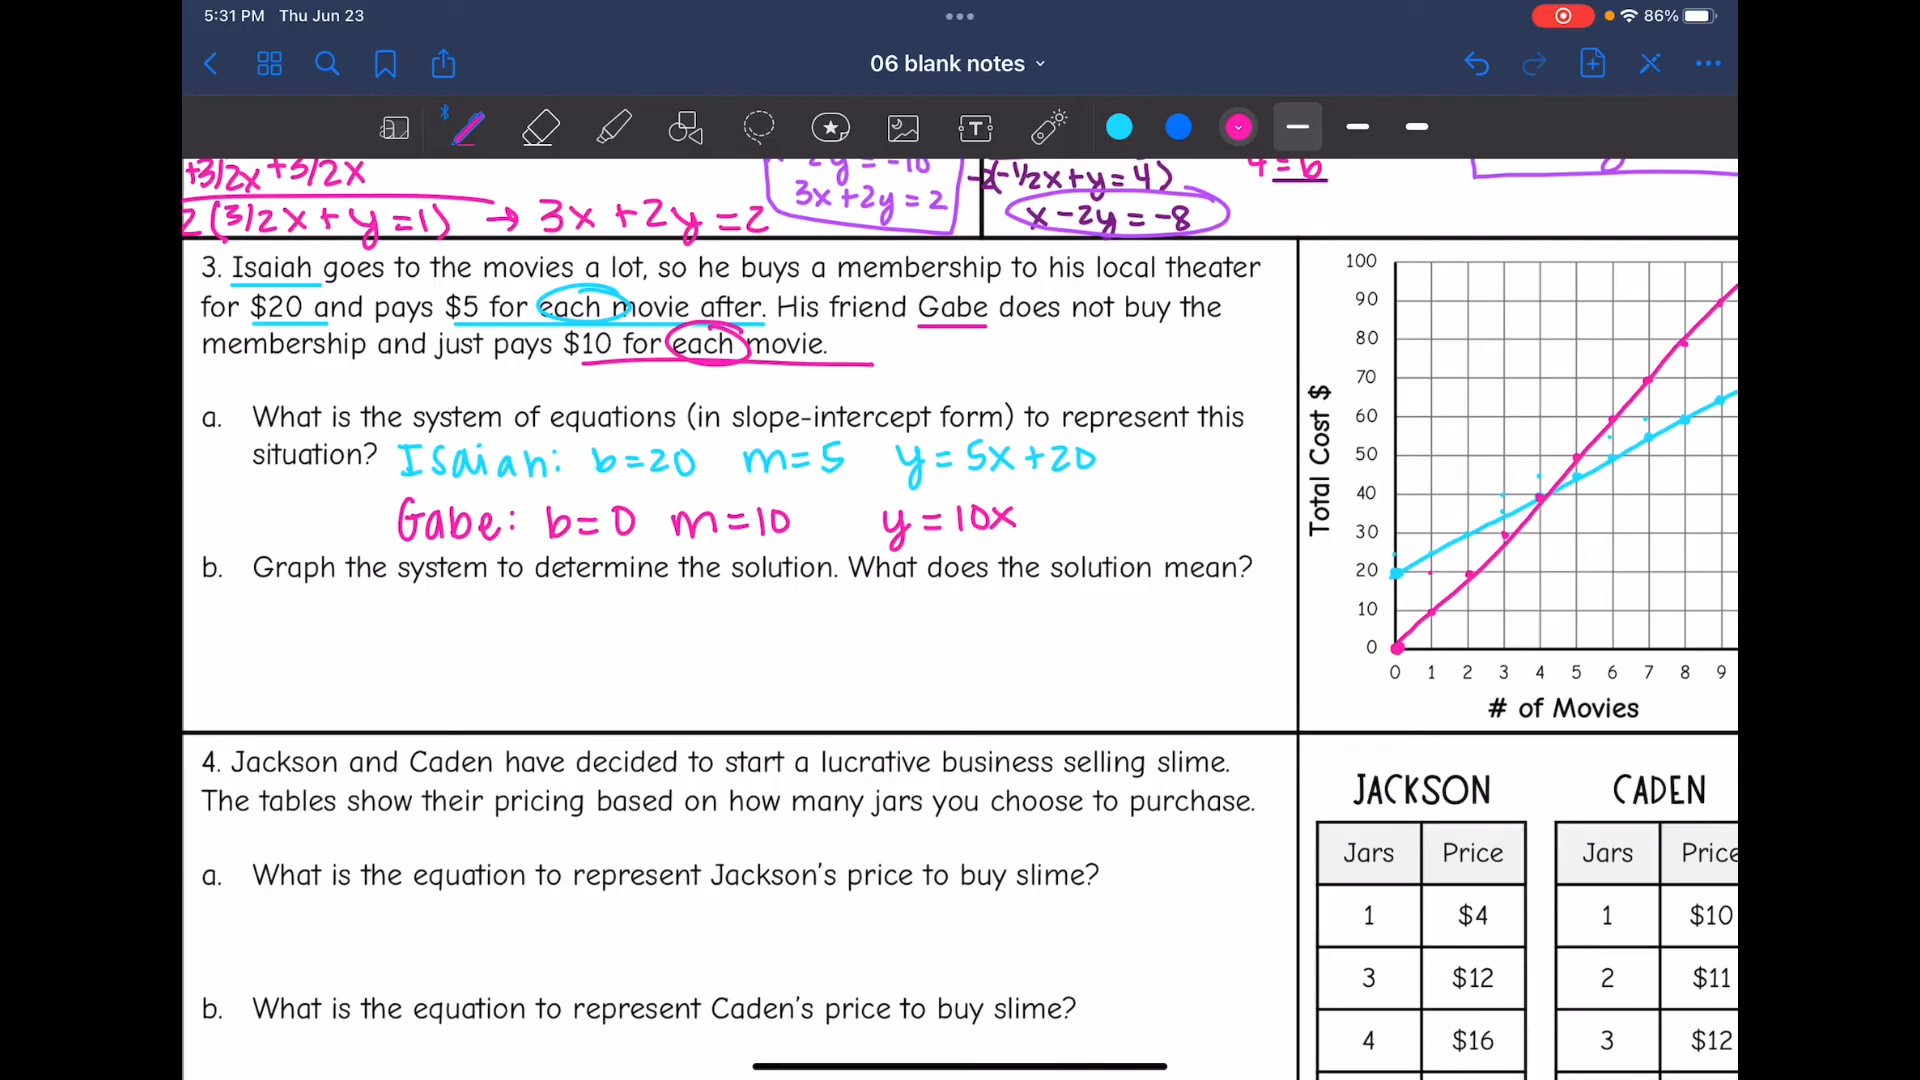 5:31 PM Thu Jun 23
86%
06 blank notes
+3/2x +3/2x
2(3/2x + y = 1) → 3x + 2y = 2
3x + 2y = 2
(-1/2x + y = 4)
x - 2y = -8
3. Isaiah goes to the movies a lot, so he buys a membership to his local theater
for $20 and pays $5 for each movie after. His friend Gabe does not buy the
membership and just pays $10 for each movie.
a. What is the system of equations (in slope-intercept form) to represent this
situation? Isaiah: b=20 m=5 y=5x+20
Gabe: b=0 m=10 y=10x
b. Graph the system to determine the solution. What does the solution mean?
Total Cost $
100
90
80
70
60
50
40
30
20
10
0
0 1 2 3 4 5 6 7 8 9
# of Movies
4. Jackson and Caden have decided to start a lucrative business selling slime.
The tables show their pricing based on how many jars you choose to purchase.
a. What is the equation to represent Jackson's price to buy slime?
b. What is the equation to represent Caden's price to buy slime?
JACKSON
Jars Price
1 $4
3 $12
4 $16
CADEN
Jars Price
1 $10
2 $11
3 $12